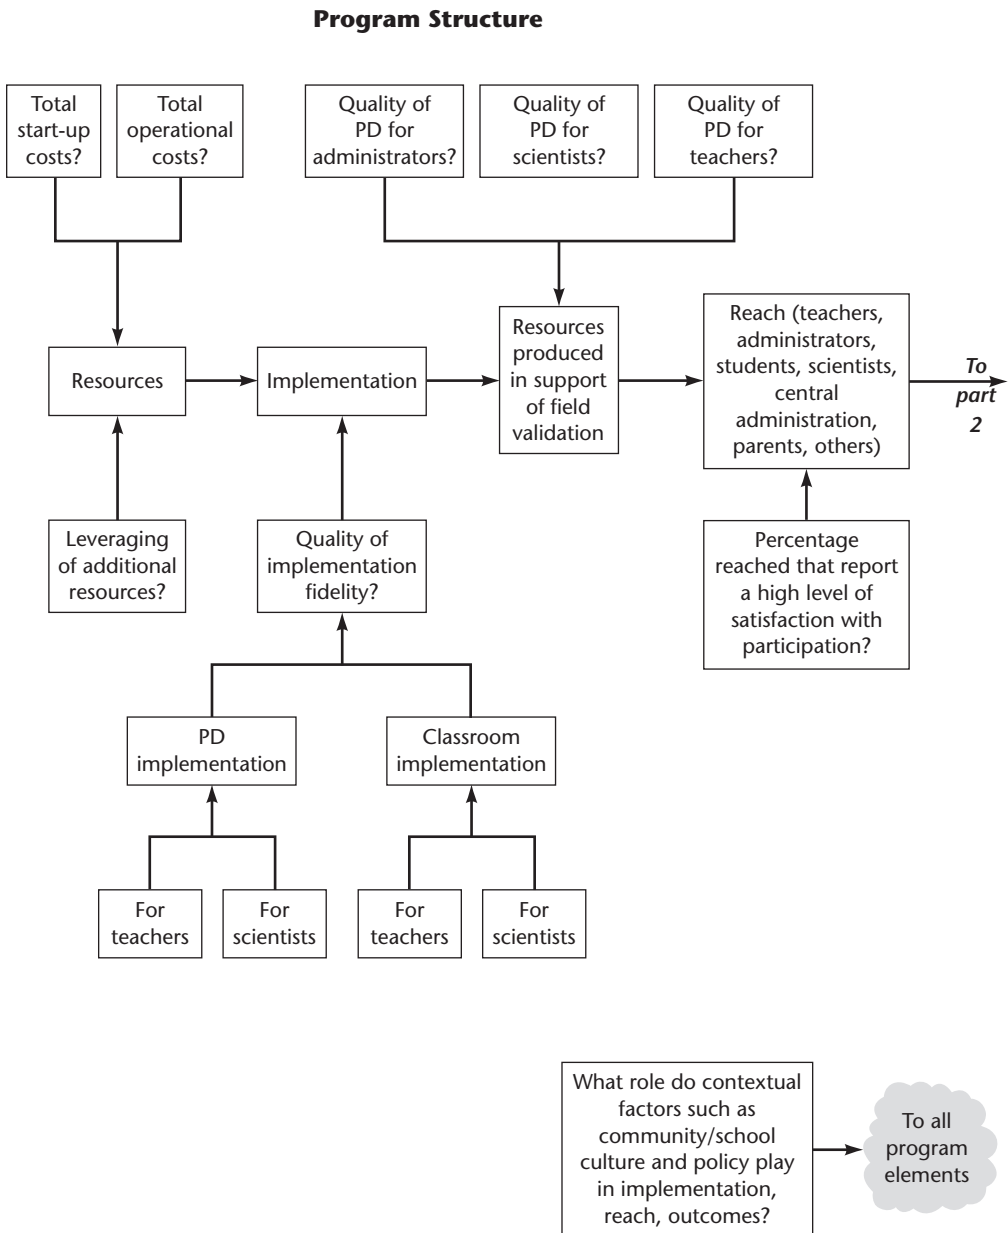 Program Structure
Total
start-up
costs?
Total
operational
costs?
Quality of
PD for
administrators?
Quality of
PD for
scientists?
Quality of
PD for
teachers?
Resources
Implementation
Resources
produced
in support
of field
validation
Reach (teachers,
administrators,
students, scientists,
central
administration,
parents, others)
To
part
2
Leveraging
of additional
resources?
Quality of
implementation
fidelity?
Percentage
reached that report
a high level of
satisfaction with
participation?
PD
implementation
Classroom
implementation
For
teachers
For
scientists
For
teachers
For
scientists
What role do contextual
factors such as
community/school
culture and policy play
in implementation,
reach, outcomes?
To all
program
elements